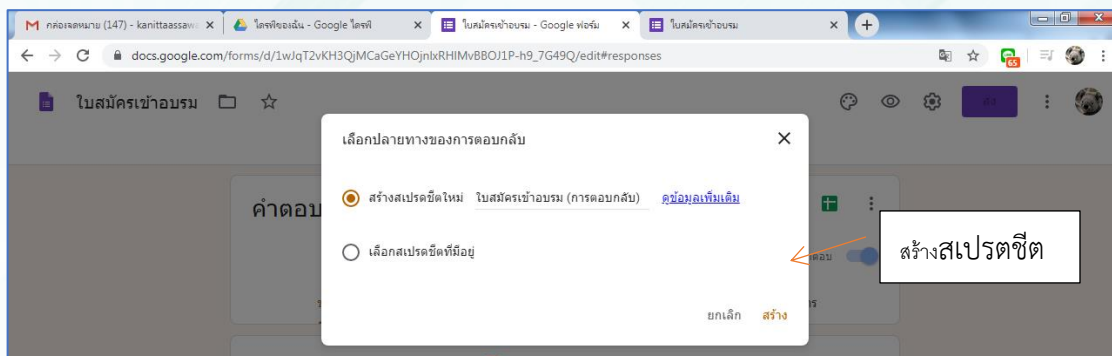 กล่องจดหมาย (147) - kanittaassaw
ไดรฟ์ของฉัน - Google ไดรฟ์
ใบสมัครเข้าอบรม - Google ฟอร์ม
ใบสมัครเข้าอบรม
docs.google.com/forms/d/1wJqT2vKH3QjMCaGeYHOjnlxRHIMvBBOJ1P-h9_7G49Q/edit#responses
65
ใบสมัครเข้าอบรม
ส่ง
เลือกปลายทางของการตอบกลับ
คำตอบ
สร้างสเปรดชีตใหม่ ใบสมัครเข้าอบรม (การตอบกลับ) ดูข้อมูลเพิ่มเติม
เลือกสเปรดชีตที่มีอยู่
สร้างสเปรตชีต
ยกเลิก สร้าง